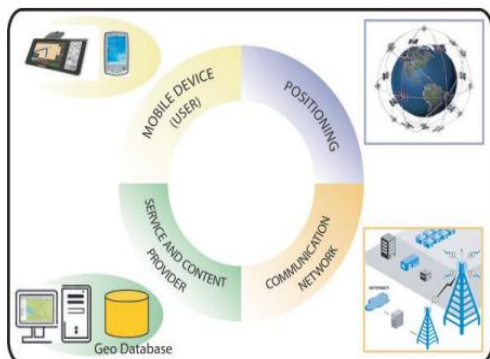 MOBILE DEVICE
(USER)
POSITIONING
SERVICE AND CONTENT
PROVIDER
COMMUNICATION
NETWORK
INTERNET
Geo Database